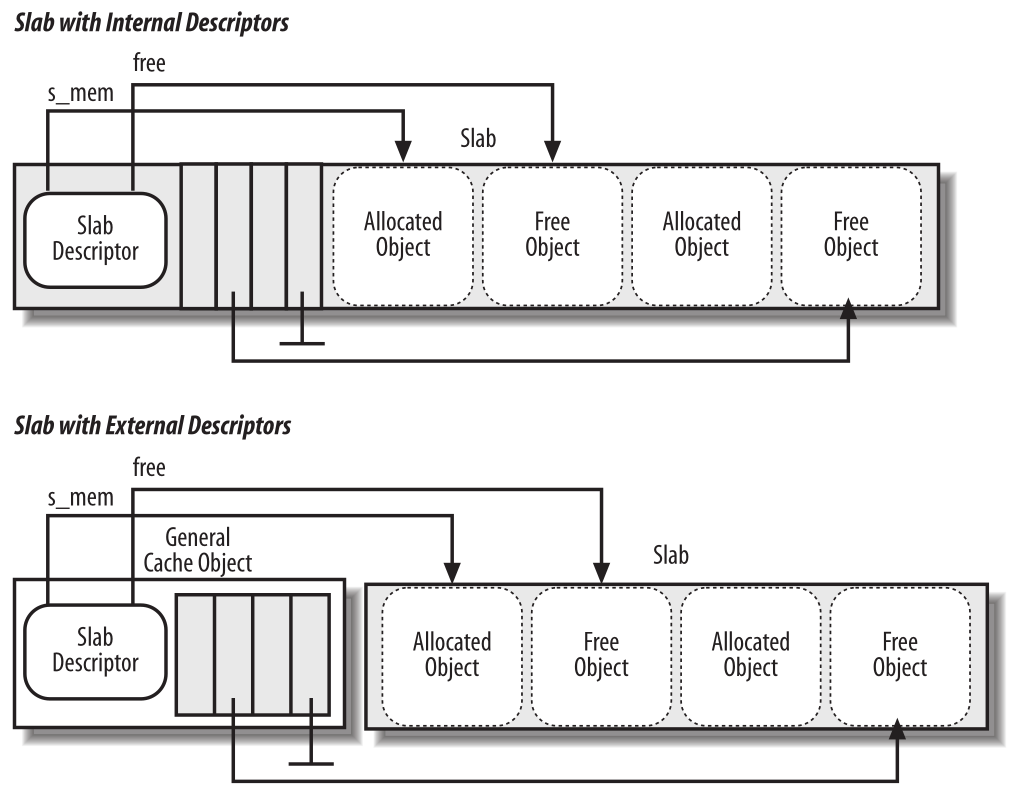 Slab with Internal Descriptors
free
s_mem
Slab
Slab
Descriptor
Allocated
Object
Free
Object
Allocated
Object
Free
Object
Slab with External Descriptors
free
s_mem
General
Cache Object
Slab
Slab
Descriptor
Allocated
Object
Free
Object
Allocated
Object
Free
Object